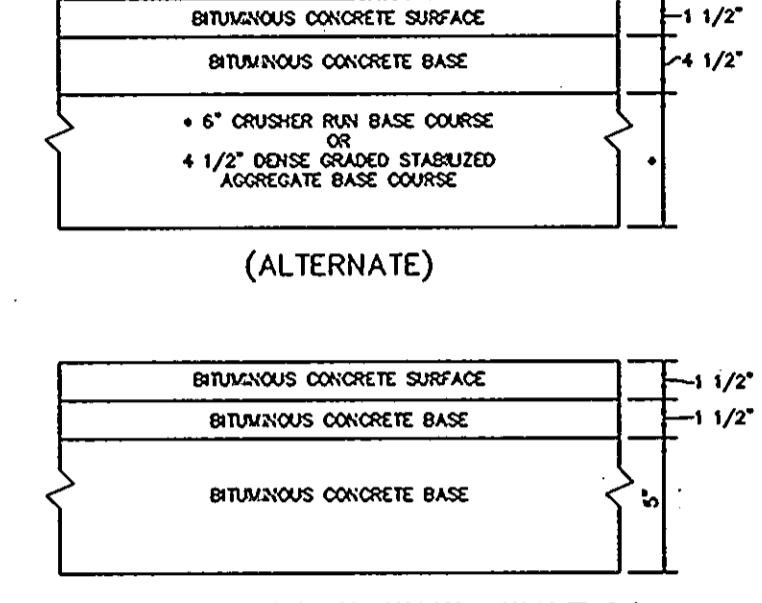 BITUMINOUS CONCRETE SURFACE
1 1/2"
BITUMINOUS CONCRETE BASE
4 1/2"
• 6" CRUSHER RUN BASE COURSE
OR
4 1/2" DENSE GRADED STABILIZED
AGGREGATE BASE COURSE
•
(ALTERNATE)
BITUMINOUS CONCRETE SURFACE
1 1/2"
BITUMINOUS CONCRETE BASE
1 1/2"
BITUMINOUS CONCRETE BASE
5"